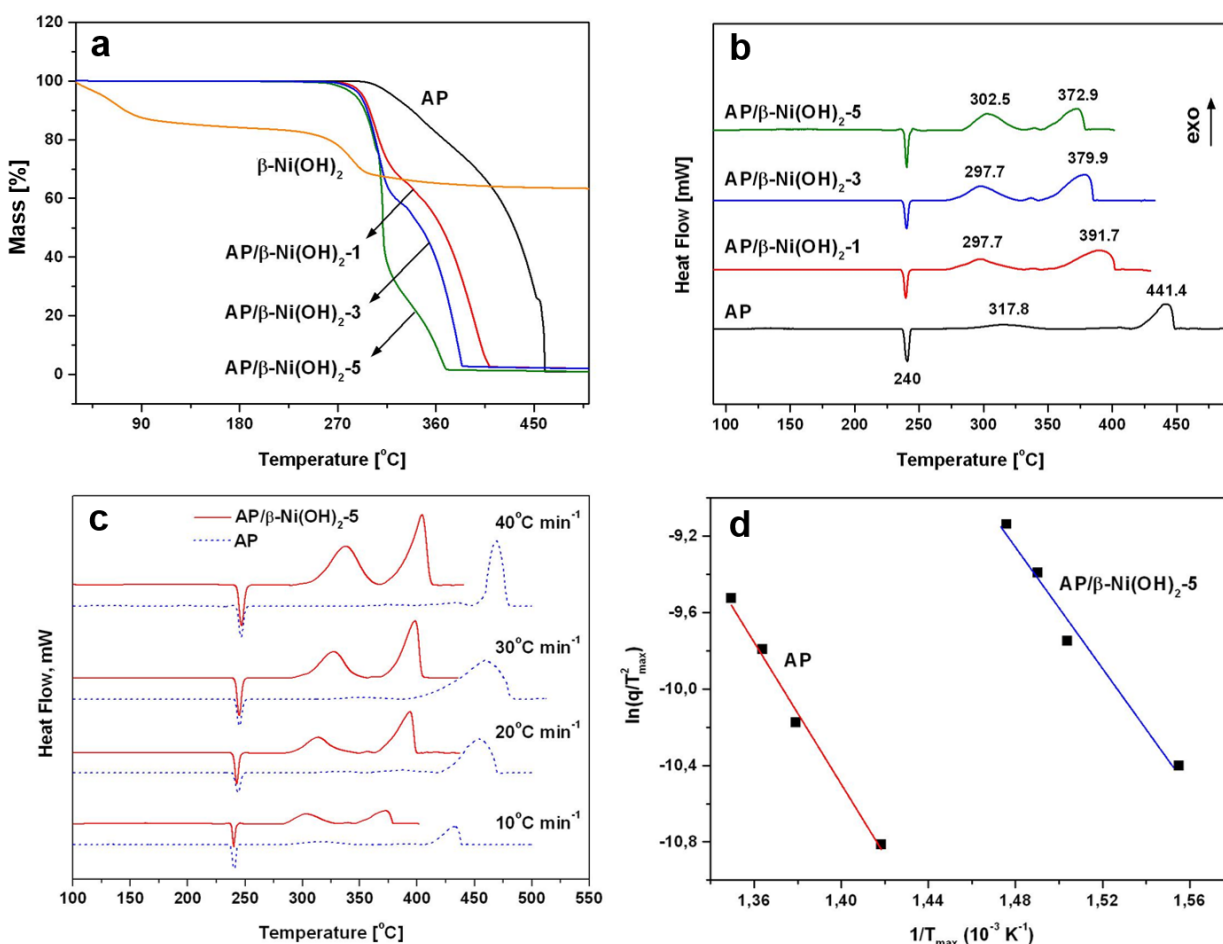 a
120
100
80
60
40
20
0
Mass [%]
AP
β-Ni(OH)₂
AP/β-Ni(OH)₂-1
AP/β-Ni(OH)₂-3
AP/β-Ni(OH)₂-5
90 180 270 360 450
Temperature [°C]
b
exo
Heat Flow [mW]
AP/β-Ni(OH)₂-5 302.5 372.9
AP/β-Ni(OH)₂-3 297.7 379.9
AP/β-Ni(OH)₂-1 297.7 391.7
AP 317.8 441.4
240
100 150 200 250 300 350 400 450
Temperature [°C]
c
AP/β-Ni(OH)₂-5
AP
40°C min⁻¹
30°C min⁻¹
20°C min⁻¹
10°C min⁻¹
Heat Flow, mW
100 150 200 250 300 350 400 450 500 550
Temperature [°C]
d
-9,2
-9,6
-10,0
-10,4
-10,8
ln(q/T²max)
AP/β-Ni(OH)₂-5
AP
1,36 1,40 1,44 1,48 1,52 1,56
1/Tmax (10⁻³ K⁻¹)